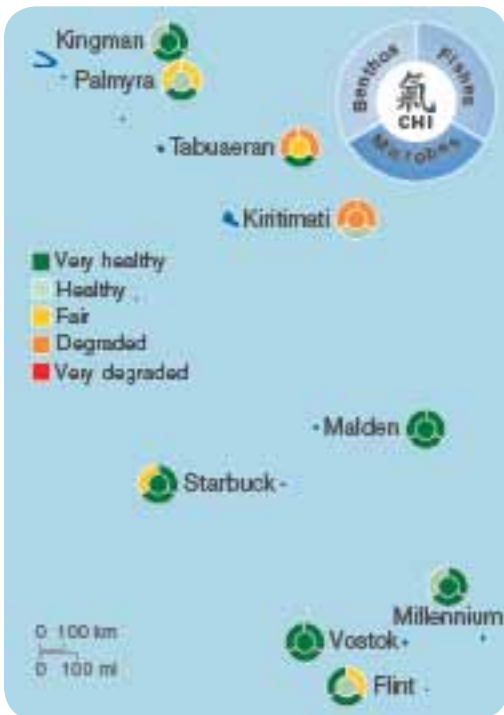 Kingman
Palmyra
Benthos
Fishes
氣
CHI
Microbes
Tabuaeran
Kiritimati
Very healthy
Healthy
Fair
Degraded
Very degraded
Malden
Starbuck
Millennium
0 100 km
0 100 mi
Vostok
Flint